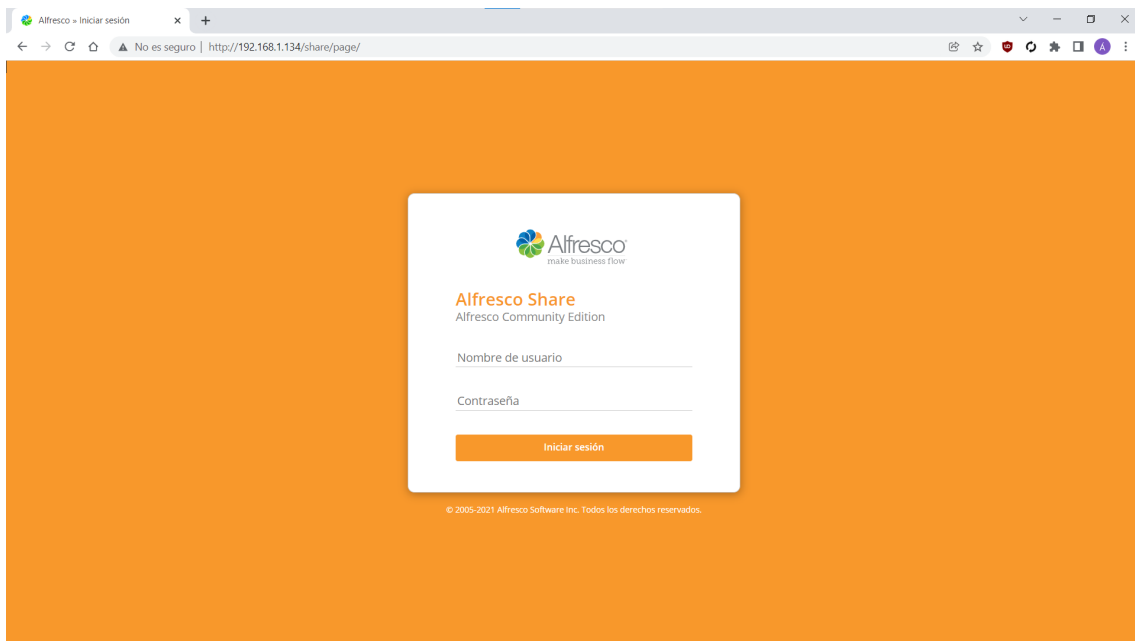 Alfresco » Iniciar sesión
No es seguro | http://192.168.1.134/share/page/
Alfresco
make business flow
Alfresco Share
Alfresco Community Edition
Nombre de usuario
Contraseña
Iniciar sesión
© 2005-2021 Alfresco Software Inc. Todos los derechos reservados.